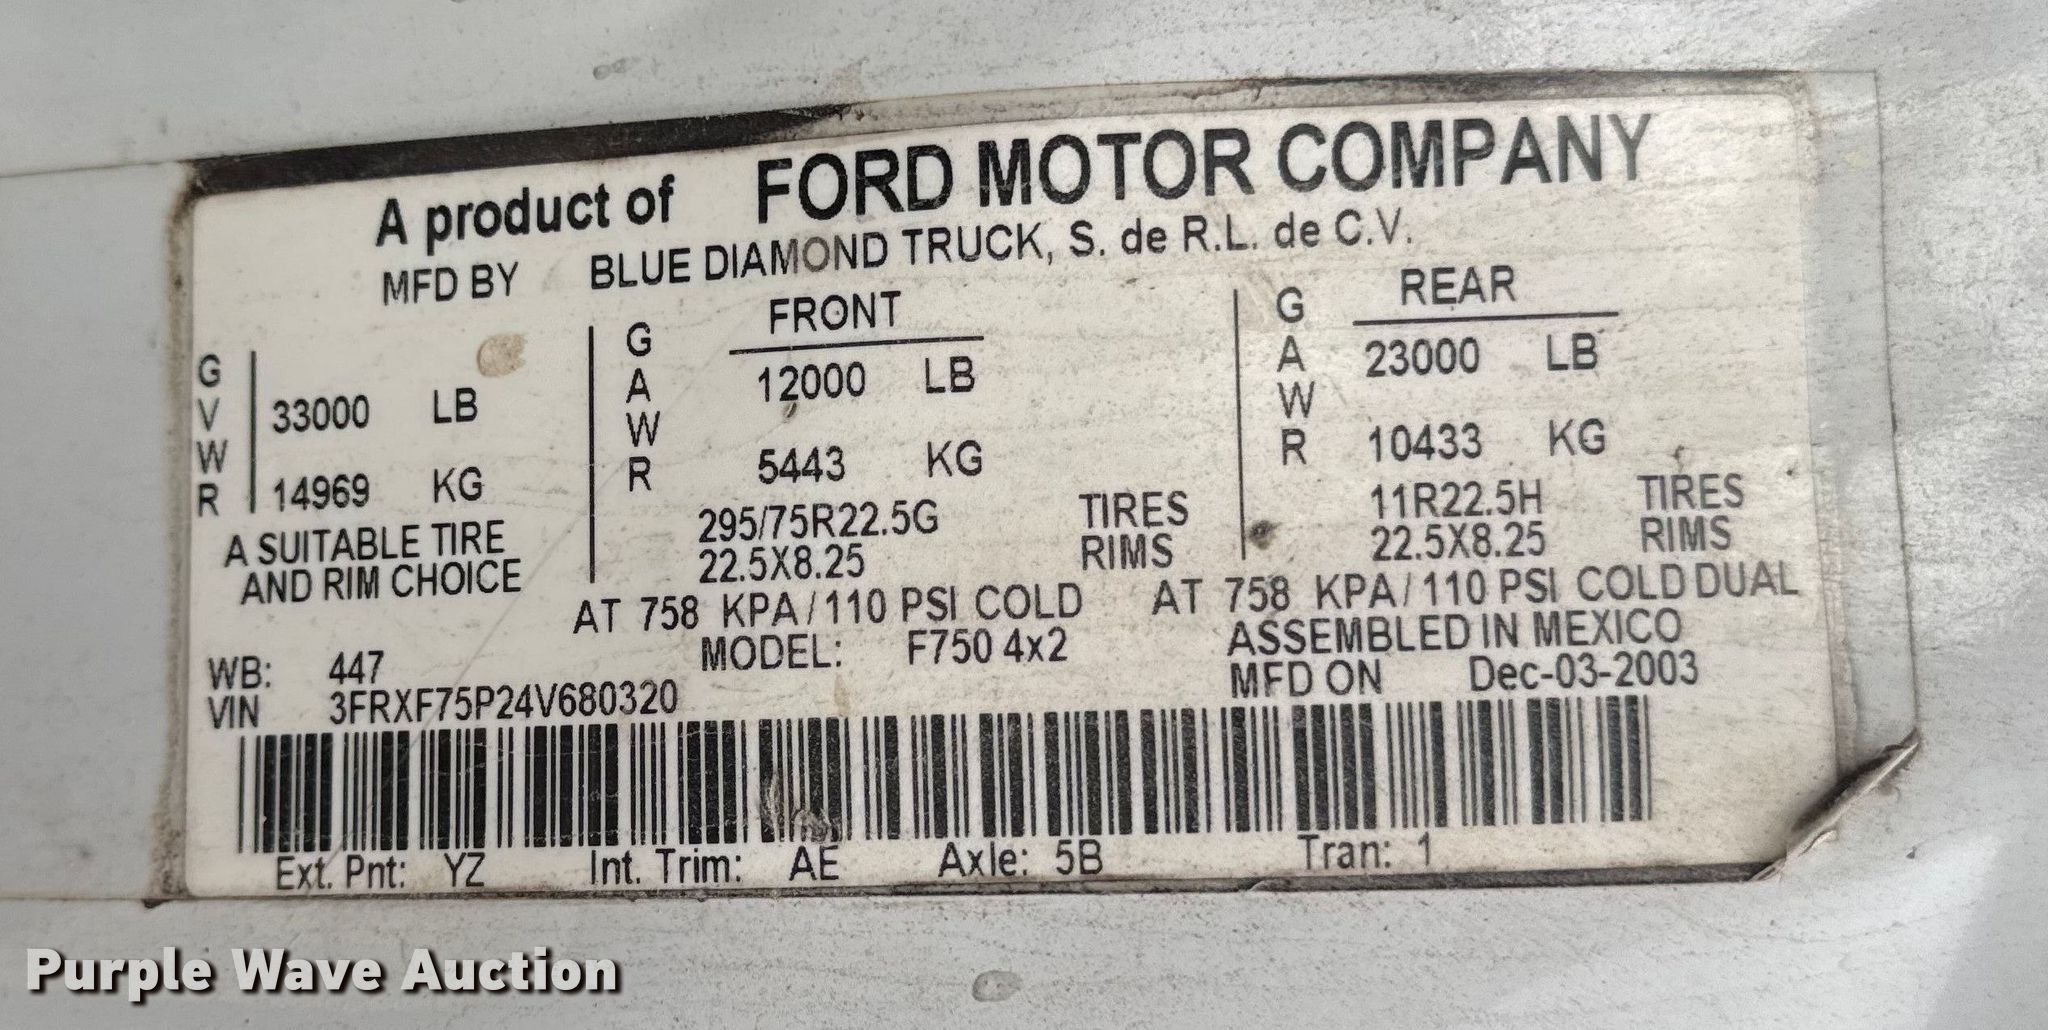 A product of FORD MOTOR COMPANY
MFD BY BLUE DIAMOND TRUCK, S. de R.L. de C.V.
GVWR
33000 LB
14969 KG
A SUITABLE TIRE
AND RIM CHOICE
GAWR
FRONT
12000 LB
5443 KG
295/75R22.5G TIRES
22.5X8.25 RIMS
AT 758 KPA/110 PSI COLD
GAWR
REAR
23000 LB
10433 KG
11R22.5H TIRES
22.5X8.25 RIMS
AT 758 KPA/110 PSI COLD DUAL
WB: 447
MODEL: F750 4x2
ASSEMBLED IN MEXICO
VIN 3FRXF75P24V680320
MFD ON Dec-03-2003
Ext. Pnt: YZ Int. Trim: AE Axle: 5B Tran: 1
Purple Wave Auction